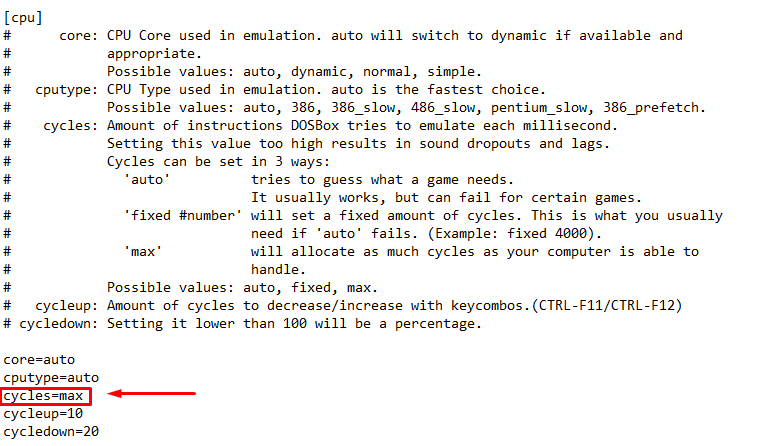 [cpu]
#      core: CPU Core used in emulation. auto will switch to dynamic if available and
#            appropriate.
#            Possible values: auto, dynamic, normal, simple.
#   cputype: CPU Type used in emulation. auto is the fastest choice.
#            Possible values: auto, 386, 386_slow, 486_slow, pentium_slow, 386_prefetch.
#    cycles: Amount of instructions DOSBox tries to emulate each millisecond.
#            Setting this value too high results in sound dropouts and lags.
#            Cycles can be set in 3 ways:
#              'auto'          tries to guess what a game needs.
#                              It usually works, but can fail for certain games.
#              'fixed #number' will set a fixed amount of cycles. This is what you usually
#                              need if 'auto' fails. (Example: fixed 4000).
#              'max'           will allocate as much cycles as your computer is able to
#                              handle.
#            Possible values: auto, fixed, max.
#   cycleup: Amount of cycles to decrease/increase with keycombos.(CTRL-F11/CTRL-F12)
# cycledown: Setting it lower than 100 will be a percentage.
core=auto
cputype=auto
cycles=max
cycleup=10
cycledown=20